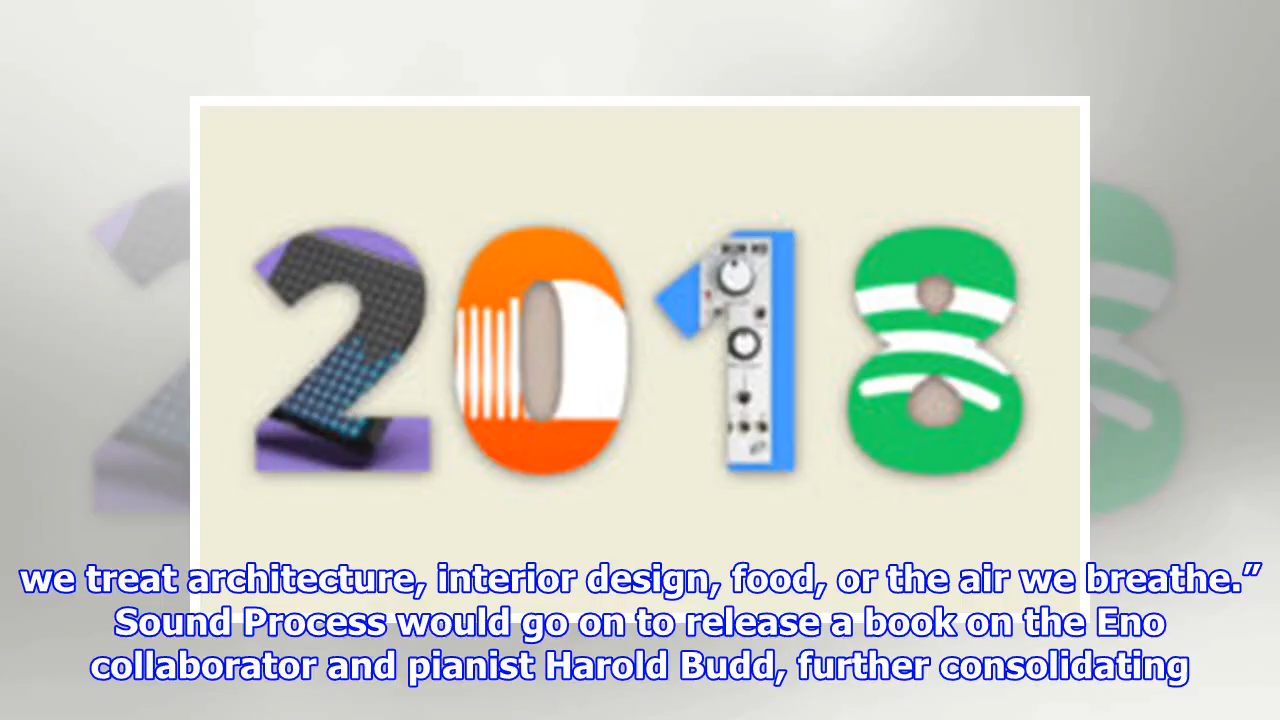 2018
we treat architecture, interior design, food, or the air we breathe.”
Sound Process would go on to release a book on the Eno
collaborator and pianist Harold Budd, further consolidating